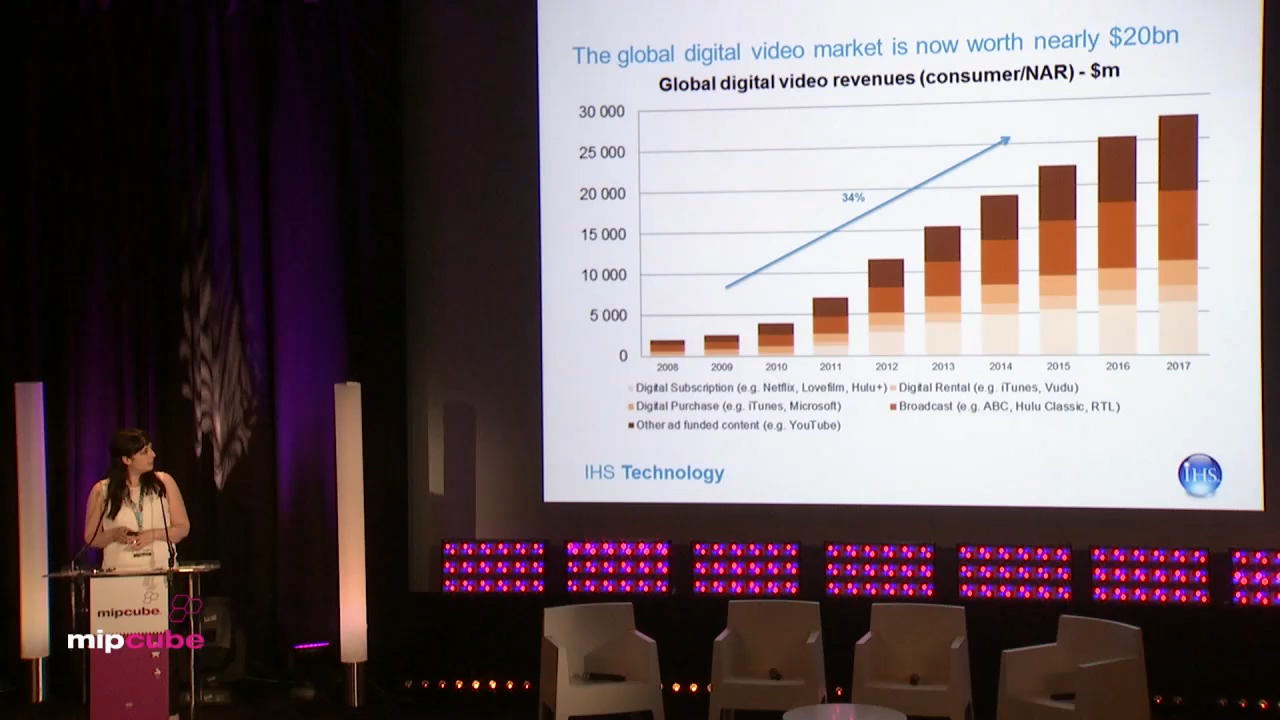 The global digital video market is now worth nearly $20bn
Global digital video revenues (consumer/NAR) - $m
30 000
25 000
20 000
15 000
10 000
5 000
0
34%
2008 2009 2010 2011 2012 2013 2014 2015 2016 2017
Digital Subscription (e.g. Netflix, Lovefilm, Hulu+) Digital Rental (e.g. iTunes, Vudu)
Digital Purchase (e.g. iTunes, Microsoft) Broadcast (e.g. ABC, Hulu Classic, RTL)
Other ad funded content (e.g. YouTube)
IHS Technology
IHS
mipcube.
mipcube